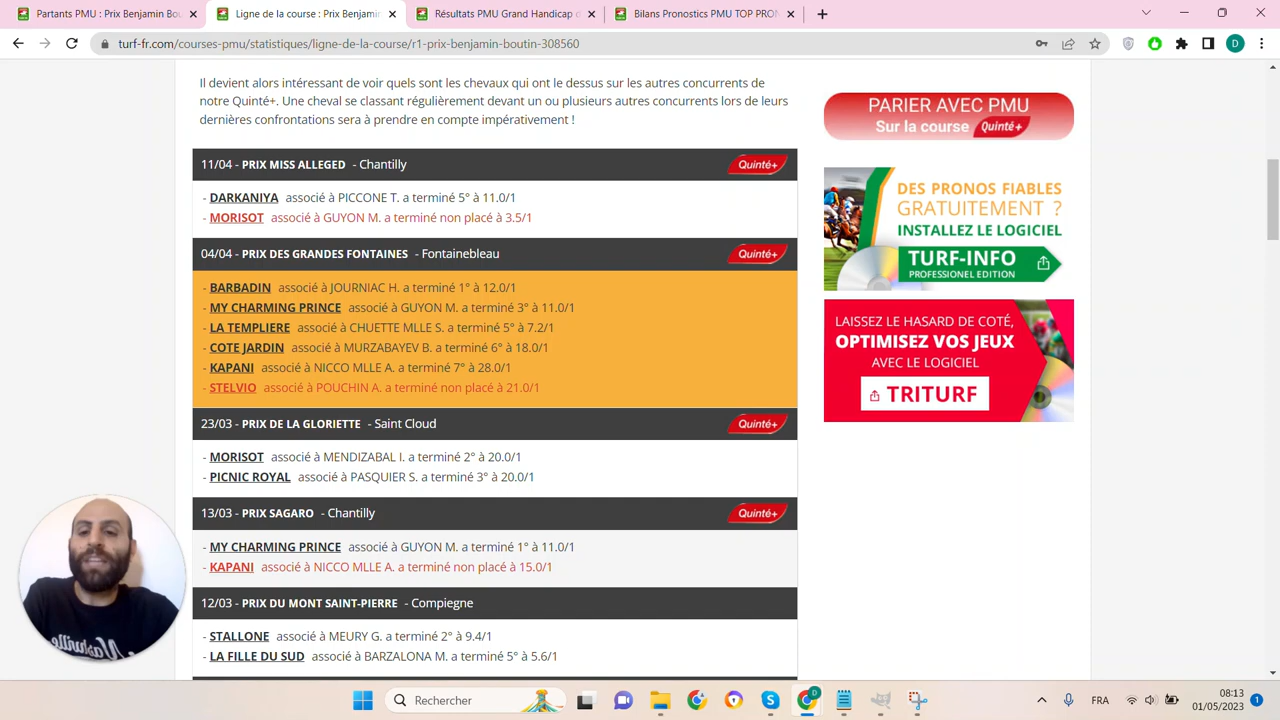 Partants PMU : Prix Benjamin Bou
Ligne de la course : Prix Benjamin
Résultats PMU Grand Handicap d
Bilans Pronostics PMU TOP PRON
turf-fr.com/courses-pmu/statistiques/ligne-de-la-course/r1-prix-benjamin-boutin-308560
D
Il devient alors intéressant de voir quels sont les chevaux qui ont le dessus sur les autres concurrents de
notre Quinté+. Une cheval se classant régulièrement devant un ou plusieurs autres concurrents lors de leurs
dernières confrontations sera à prendre en compte impérativement !
11/04 - PRIX MISS ALLEGED - Chantilly
Quinté+
- DARKANIYA associé à PICCONE T. a terminé 5° à 11.0/1
- MORISOT associé à GUYON M. a terminé non placé à 3.5/1
04/04 - PRIX DES GRANDES FONTAINES - Fontainebleau
Quinté+
- BARBADIN associé à JOURNIAC H. a terminé 1° à 12.0/1
- MY CHARMING PRINCE associé à GUYON M. a terminé 3° à 11.0/1
- LA TEMPLIERE associé à CHUETTE MLLE S. a terminé 5° à 7.2/1
- COTE JARDIN associé à MURZABAYEV B. a terminé 6° à 18.0/1
- KAPANI associé à NICCO MLLE A. a terminé 7° à 28.0/1
- STELVIO associé à POUCHIN A. a terminé non placé à 21.0/1
23/03 - PRIX DE LA GLORIETTE - Saint Cloud
Quinté+
- MORISOT associé à MENDIZABAL I. a terminé 2° à 20.0/1
- PICNIC ROYAL associé à PASQUIER S. a terminé 3° à 20.0/1
13/03 - PRIX SAGARO - Chantilly
Quinté+
- MY CHARMING PRINCE associé à GUYON M. a terminé 1° à 11.0/1
- KAPANI associé à NICCO MLLE A. a terminé non placé à 15.0/1
12/03 - PRIX DU MONT SAINT-PIERRE - Compiegne
- STALLONE associé à MEURY G. a terminé 2° à 9.4/1
- LA FILLE DU SUD associé à BARZALONA M. a terminé 5° à 5.6/1
PARIER AVEC PMU
Sur la course Quinté+
DES PRONOS FIABLES
GRATUITEMENT ?
INSTALLEZ LE LOGICIEL
TURF-INFO
PROFESSIONEL EDITION
LAISSEZ LE HASARD DE COTÉ,
OPTIMISEZ VOS JEUX
AVEC LE LOGICIEL
TRITURF
Nashville
Rechercher
D
FRA
08:13
01/05/2023
1